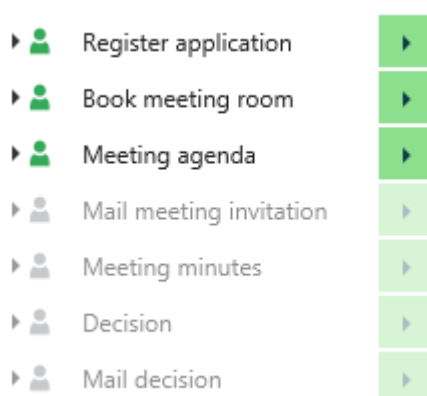 Register application
Book meeting room
Meeting agenda
Mail meeting invitation
Meeting minutes
Decision
Mail decision